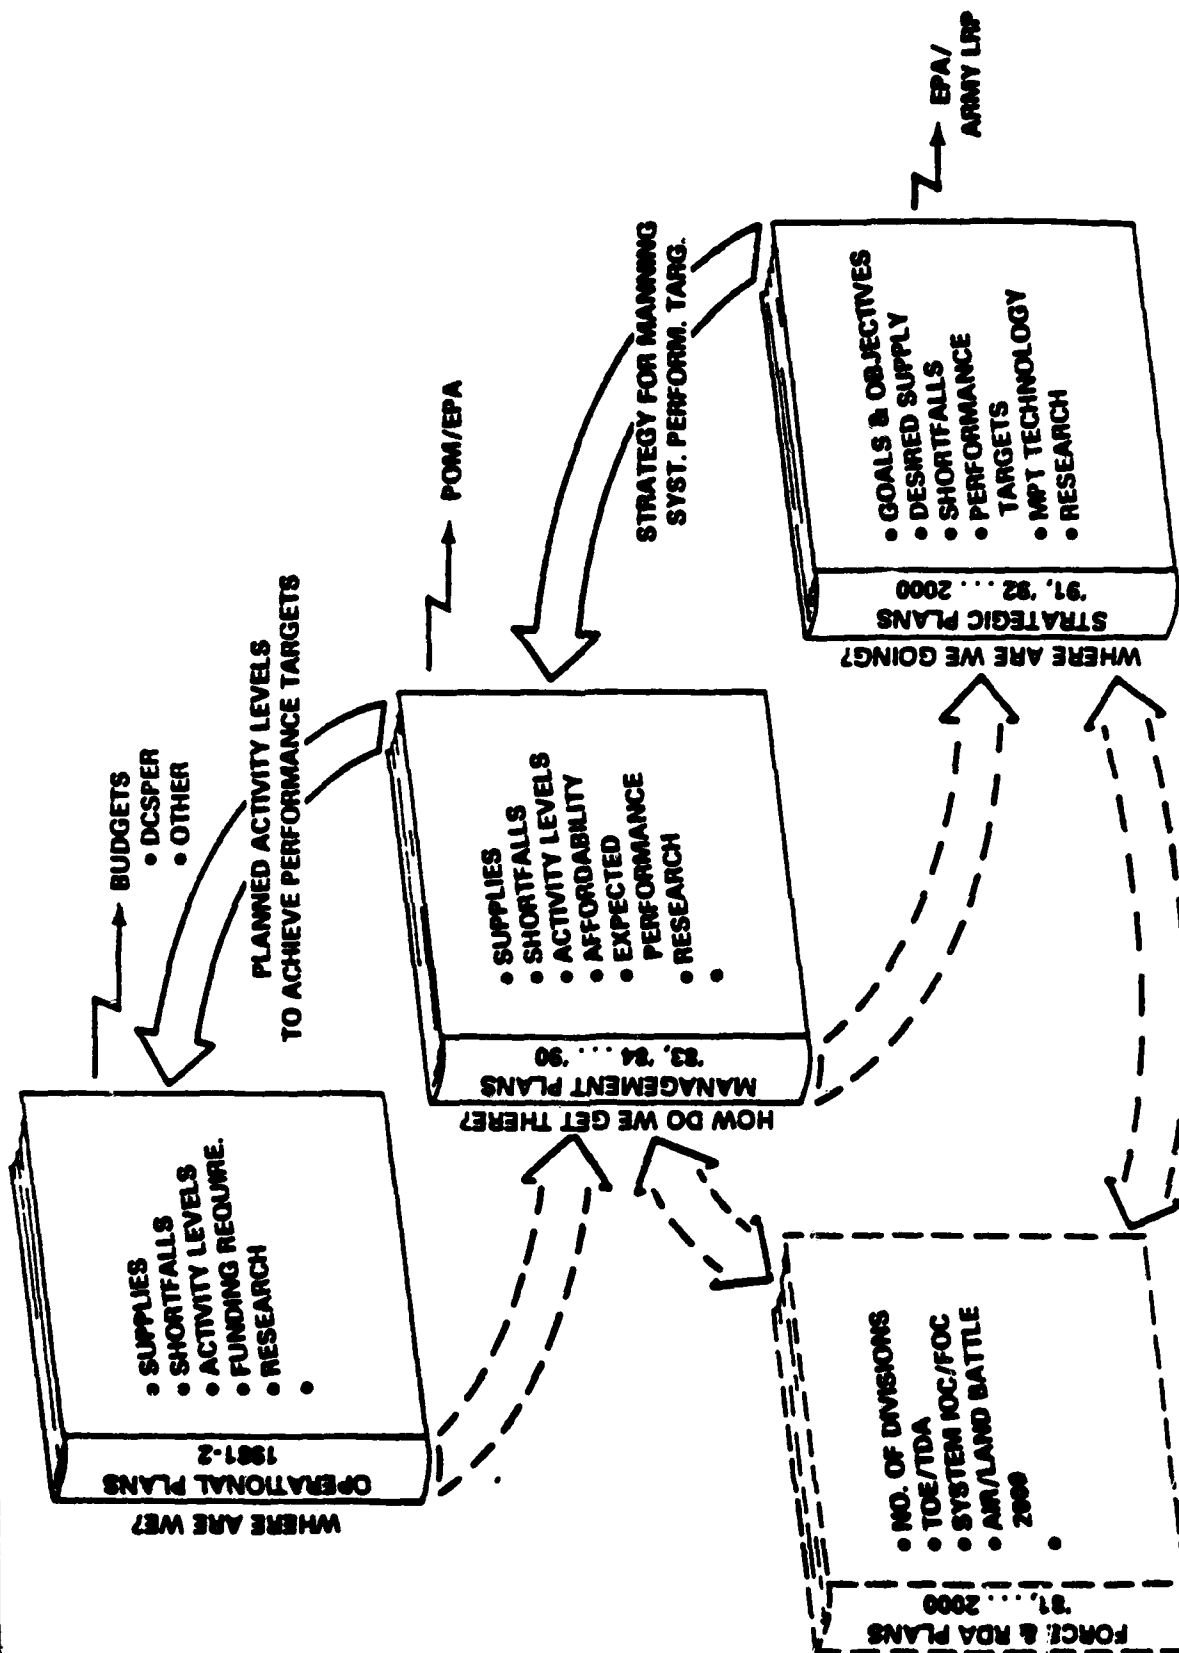 WHERE ARE WE?
OPERATIONAL PLANS
1981-2
• SUPPLIES
• SHORTFALLS
• ACTIVITY LEVELS
• FUNDING REQUIRE.
• RESEARCH
•
BUDGETS
• DCSPER
• OTHER
PLANNED ACTIVITY LEVELS
TO ACHIEVE PERFORMANCE TARGETS
HOW DO WE GET THERE?
MANAGEMENT PLANS
'83, '84 ... '90
• SUPPLIES
• SHORTFALLS
• ACTIVITY LEVELS
• AFFORDABILITY
• EXPECTED
PERFORMANCE
• RESEARCH
•
POM/EPA
STRATEGY FOR MANNING
SYST. PERFORM. TARG.
WHERE ARE WE GOING?
STRATEGIC PLANS
'91, '92 ... 2000
• GOALS & OBJECTIVES
• DESIRED SUPPLY
• SHORTFALLS
• PERFORMANCE
TARGETS
• MPT TECHNOLOGY
• RESEARCH
EPA/
ARMY LRP
FORCE & RDA PLANS
'81, ... 2000
• NO. OF DIVISIONS
• TOE/TDA
• SYSTEM IOC/FOC
• AIR/LAND BATTLE
2000
•